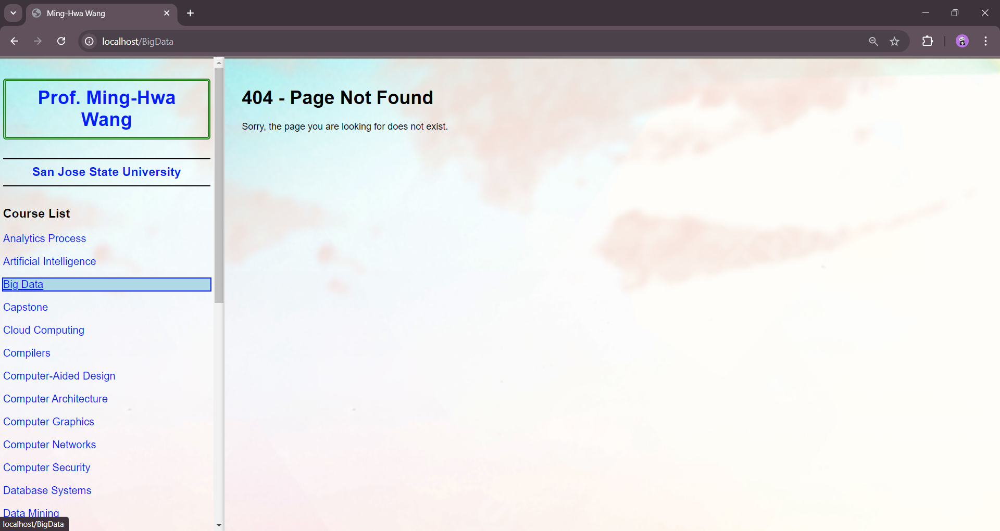 Ming-Hwa Wang
localhost/BigData
Prof. Ming-Hwa
Wang
San Jose State University
Course List
Analytics Process
Artificial Intelligence
Big Data
Capstone
Cloud Computing
Compilers
Computer-Aided Design
Computer Architecture
Computer Graphics
Computer Networks
Computer Security
Database Systems
Data Mining
localhost/BigData
404 - Page Not Found
Sorry, the page you are looking for does not exist.